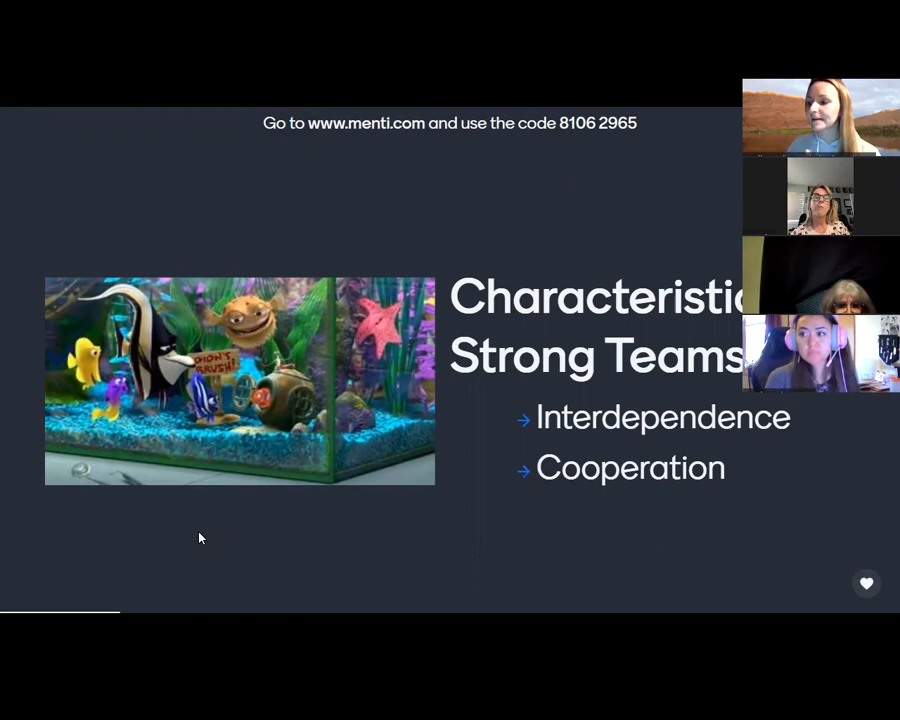 Go to www.menti.com and use the code 8106 2965
Strong Teams
Interdependence
Cooperation